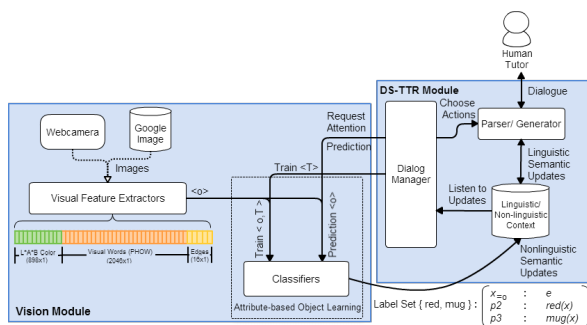 Human
Tutor
DS-TTR Module
Dialogue
Choose
Actions
Parser/ Generator
Request
Attention
Prediction
Train <T>
Dialog
Manager
Linguistic
Semantic
Updates
Listen to
Updates
Linguistic/
Non-linguistic
Context
Nonlinguistic
Semantic
Updates
Webcamera
Google
Image
Images
Visual Feature Extractors
<o>
L*A*B Color
(898x1)
Visual Words (PHOW)
(2046x1)
Edges
(16x1)
Train < o,T >
Prediction <o>
Classifiers
Attribute-based Object Learning
Vision Module
Label Set { red, mug } :
x=o : e
p2 : red(x)
p3 : mug(x)